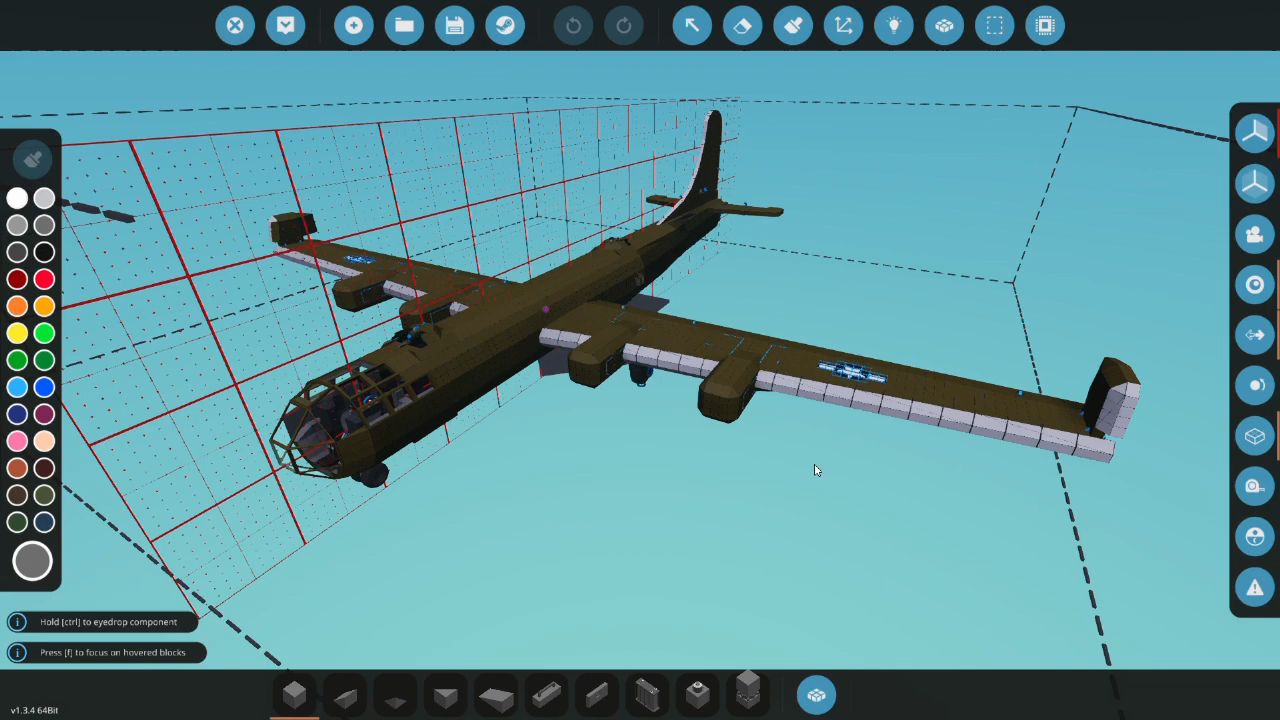 Hold [ctrl] to eyedrop component
Press [f] to focus on hovered blocks
v1.3.4 64Bit